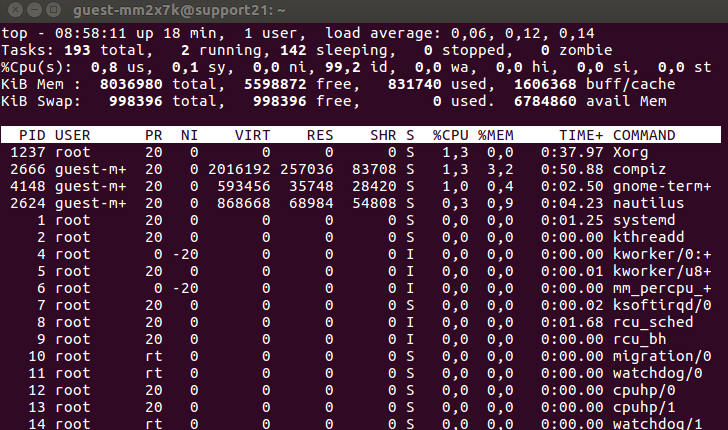 guest-mm2x7k@support21: ~
top - 08:58:11 up 18 min,  1 user,  load average: 0,06, 0,12, 0,14
Tasks: 193 total,   2 running, 142 sleeping,   0 stopped,   0 zombie
%Cpu(s):  0,8 us,  0,1 sy,  0,0 ni, 99,2 id,  0,0 wa,  0,0 hi,  0,0 si,  0,0 st
KiB Mem :  8036980 total,  5598872 free,   831740 used,  1606368 buff/cache
KiB Swap:   998396 total,   998396 free,        0 used.  6784860 avail Mem
  PID USER      PR  NI    VIRT    RES    SHR S  %CPU %MEM     TIME+ COMMAND
 1237 root      20   0       0      0      0 S   1,3  0,0   0:37.97 Xorg
 2666 guest-m+  20   0 2016192 257036  83708 S   1,3  3,2   0:50.88 compiz
 4148 guest-m+  20   0  593456  35748  28420 S   1,0  0,4   0:02.50 gnome-term+
 2624 guest-m+  20   0  868668  68984  54808 S   0,3  0,9   0:04.23 nautilus
    1 root      20   0       0      0      0 S   0,0  0,0   0:01.25 systemd
    2 root      20   0       0      0      0 S   0,0  0,0   0:00.00 kthreadd
    4 root       0 -20       0      0      0 I   0,0  0,0   0:00.00 kworker/0:+
    5 root      20   0       0      0      0 I   0,0  0,0   0:00.01 kworker/u8+
    6 root       0 -20       0      0      0 I   0,0  0,0   0:00.00 mm_percpu_+
    7 root      20   0       0      0      0 S   0,0  0,0   0:00.02 ksoftirqd/0
    8 root      20   0       0      0      0 I   0,0  0,0   0:01.68 rcu_sched
    9 root      20   0       0      0      0 I   0,0  0,0   0:00.00 rcu_bh
   10 root      rt   0       0      0      0 S   0,0  0,0   0:00.00 migration/0
   11 root      rt   0       0      0      0 S   0,0  0,0   0:00.00 watchdog/0
   12 root      20   0       0      0      0 S   0,0  0,0   0:00.00 cpuhp/0
   13 root      20   0       0      0      0 S   0,0  0,0   0:00.00 cpuhp/1
   14 root      rt   0       0      0      0 S   0,0  0,0   0:00.00 watchdog/1